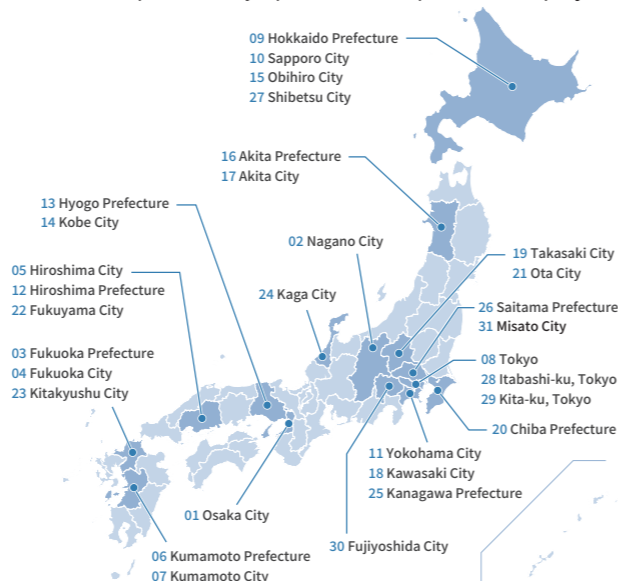 09 Hokkaido Prefecture
10 Sapporo City
15 Obihiro City
27 Shibetsu City
16 Akita Prefecture
17 Akita City
13 Hyogo Prefecture
14 Kobe City
02 Nagano City
19 Takasaki City
21 Ota City
05 Hiroshima City
12 Hiroshima Prefecture
22 Fukuyama City
24 Kaga City
26 Saitama Prefecture
31 Misato City
03 Fukuoka Prefecture
04 Fukuoka City
23 Kitakyushu City
08 Tokyo
28 Itabashi-ku, Tokyo
29 Kita-ku, Tokyo
20 Chiba Prefecture
11 Yokohama City
18 Kawasaki City
25 Kanagawa Prefecture
01 Osaka City
30 Fujiyoshida City
06 Kumamoto Prefecture
07 Kumamoto City